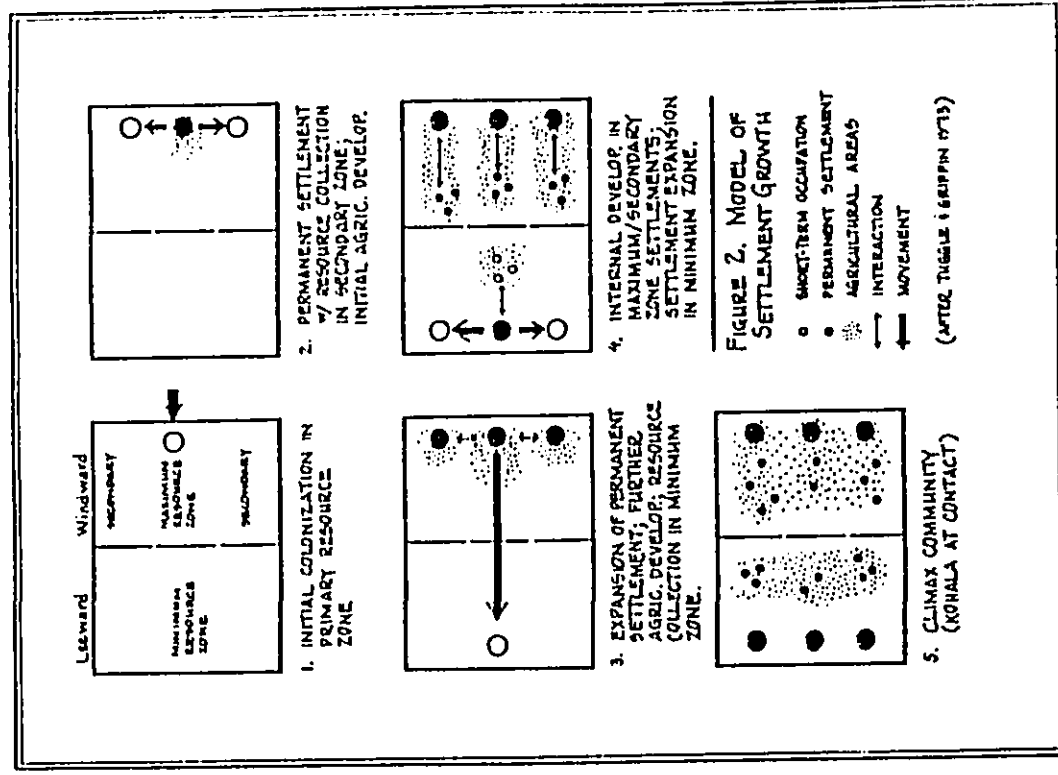 Leeward Windward
SECONDARY
MAXIMUM
RESOURCE
ZONE
SECONDARY
MINIMUM
RESOURCE
ZONE
1. INITIAL COLONIZATION IN
PRIMARY RESOURCE
ZONE
2. PERMANENT SETTLEMENT
W/ RESOURCE COLLECTION
IN SECONDARY ZONE;
INITIAL AGRIC. DEVELOP.
3. EXPANSION OF PERMANENT
SETTLEMENT; FURTHER
AGRIC. DEVELOP; RESOURCE
COLLECTION IN MINIMUM
ZONE.
4. INTERNAL DEVELOP. IN
MAXIMUM/SECONDARY
ZONE SETTLEMENTS;
SETTLEMENT EXPANSION
IN MINIMUM ZONE.
5. CLIMAX COMMUNITY
(KOHALA AT CONTACT)
FIGURE 2. MODEL OF
SETTLEMENT GROWTH
SHORT-TERM OCCUPATION
PERMANENT SETTLEMENT
AGRICULTURAL AREAS
INTERACTION
MOVEMENT
(AFTER TUGGLE & GRIFFIN 1973)